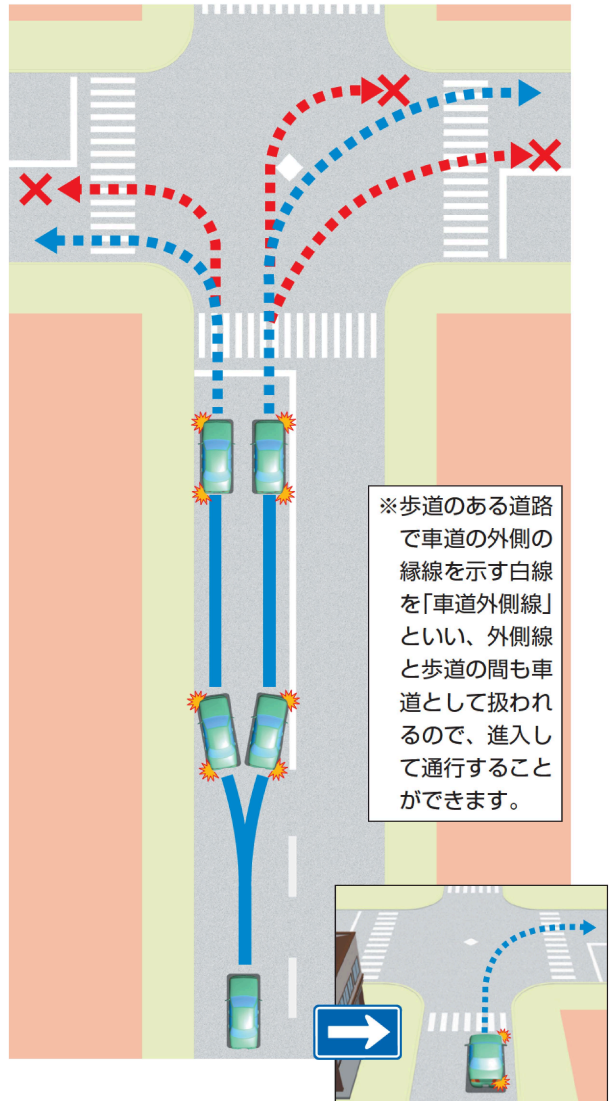 ※歩道のある道路
で車道の外側の
縁線を示す白線
を「車道外側線」
といい、外側線
と歩道の間も車
道として扱われ
るので、進入し
て通行すること
ができます。